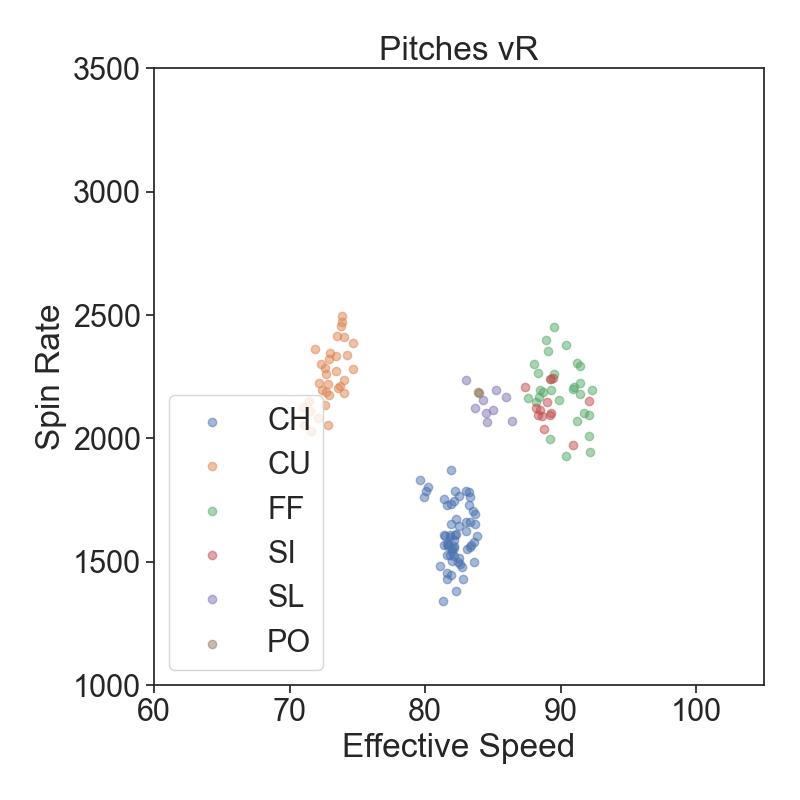 Pitches vR
3500
3000
2500
2000
1500
1000
Spin Rate
CH
CU
FF
SI
SL
PO
60 70 80 90 100
Effective Speed